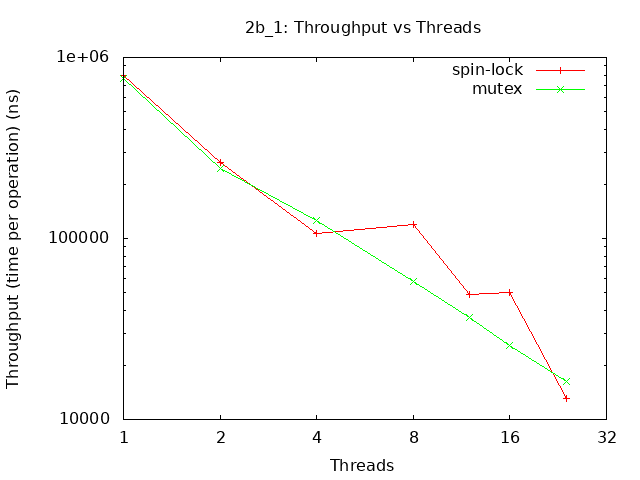 2b_1: Throughput vs Threads
Throughput (time per operation) (ns)
1e+06
100000
10000
spin-lock
mutex
1 2 4 8 16 32
Threads